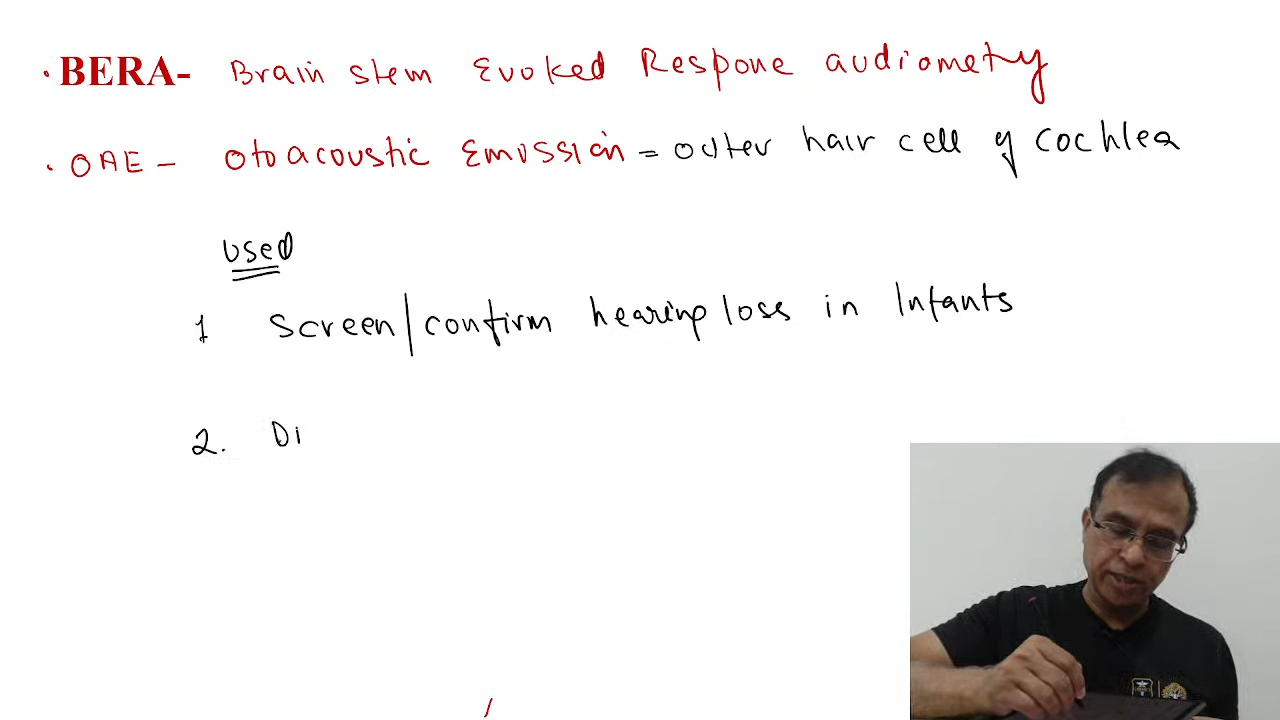 · BERA- Brain stem Evoked Respone audiomety
· OAE - Otoacoustic Emission = outer hair cell of cochlea
Used
1 Screen/confirm hearing loss in Infants
2. Di